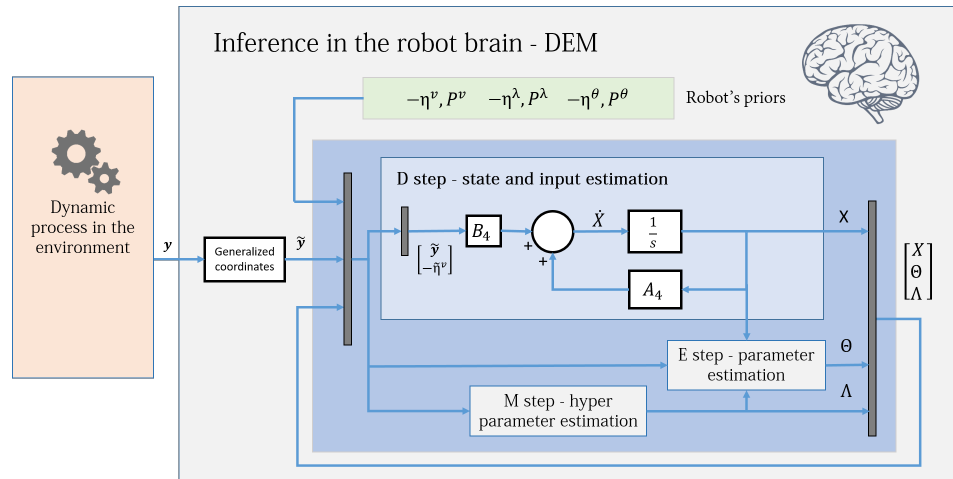 Inference in the robot brain - DEM
−η^v, P^v −η^λ, P^λ −η^θ, P^θ
Robot's priors
Dynamic
process in the
environment
y
Generalized
coordinates
ỹ
D step - state and input estimation
[ỹ
−η̃^v]
B₄
+
+
Ẋ
1
s
A₄
X
E step - parameter
estimation
Θ
M step - hyper
parameter estimation
Λ
X
Θ
Λ